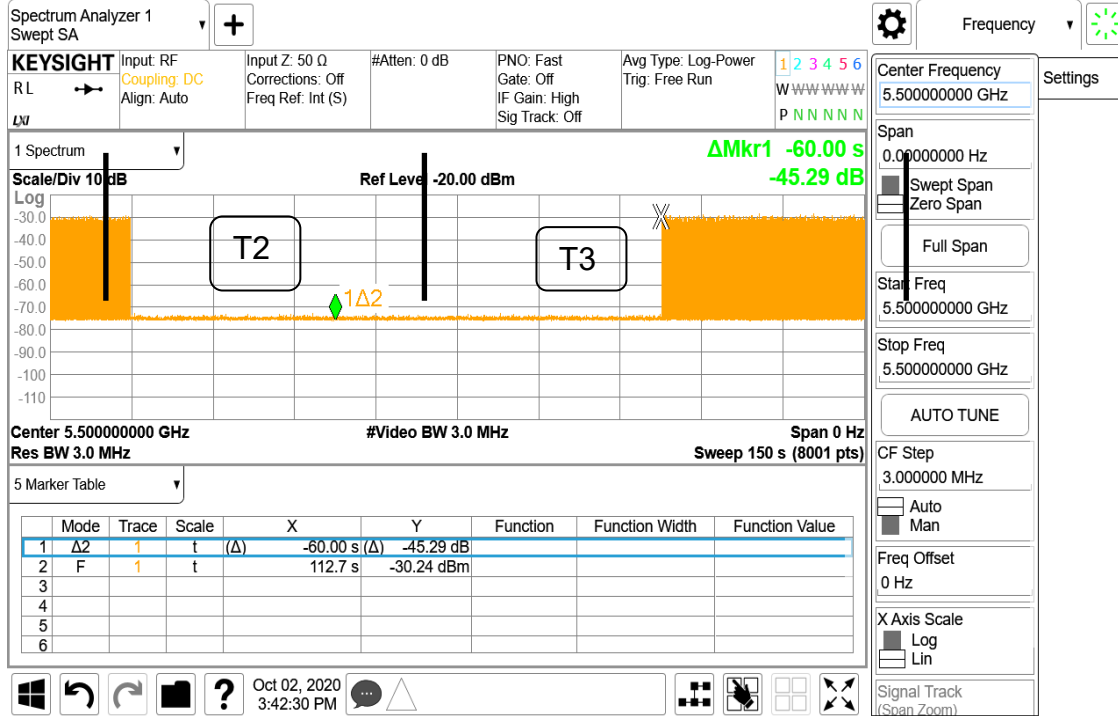 Spectrum Analyzer 1
Swept SA
Frequency
KEYSIGHT
R L
LXI
Input: RF
Coupling: DC
Align: Auto
Input Z: 50 Ω
Corrections: Off
Freq Ref: Int (S)
#Atten: 0 dB
PNO: Fast
Gate: Off
IF Gain: High
Sig Track: Off
Avg Type: Log-Power
Trig: Free Run
1 2 3 4 5 6
W W W W W W
P N N N N N
Center Frequency
5.500000000 GHz
Settings
Span
0.00000000 Hz
Swept Span
Zero Span
Full Span
Start Freq
5.500000000 GHz
Stop Freq
5.500000000 GHz
AUTO TUNE
CF Step
3.000000 MHz
Auto
Man
Freq Offset
0 Hz
X Axis Scale
Log
Lin
Signal Track
(Span Zoom)
1 Spectrum
ΔMkr1 -60.00 s
-45.29 dB
Scale/Div 10 dB
Ref Level -20.00 dBm
Log
-30.0
-40.0
-50.0
-60.0
-70.0
-80.0
-90.0
-100
-110
T2
T3
1Δ2
Center 5.500000000 GHz
#Video BW 3.0 MHz
Span 0 Hz
Res BW 3.0 MHz
Sweep 150 s (8001 pts)
5 Marker Table
Mode Trace Scale X Y Function Function Width Function Value
1 Δ2 1 t (Δ) -60.00 s (Δ) -45.29 dB
2 F 1 t 112.7 s -30.24 dBm
3
4
5
6
?
Oct 02, 2020
3:42:30 PM